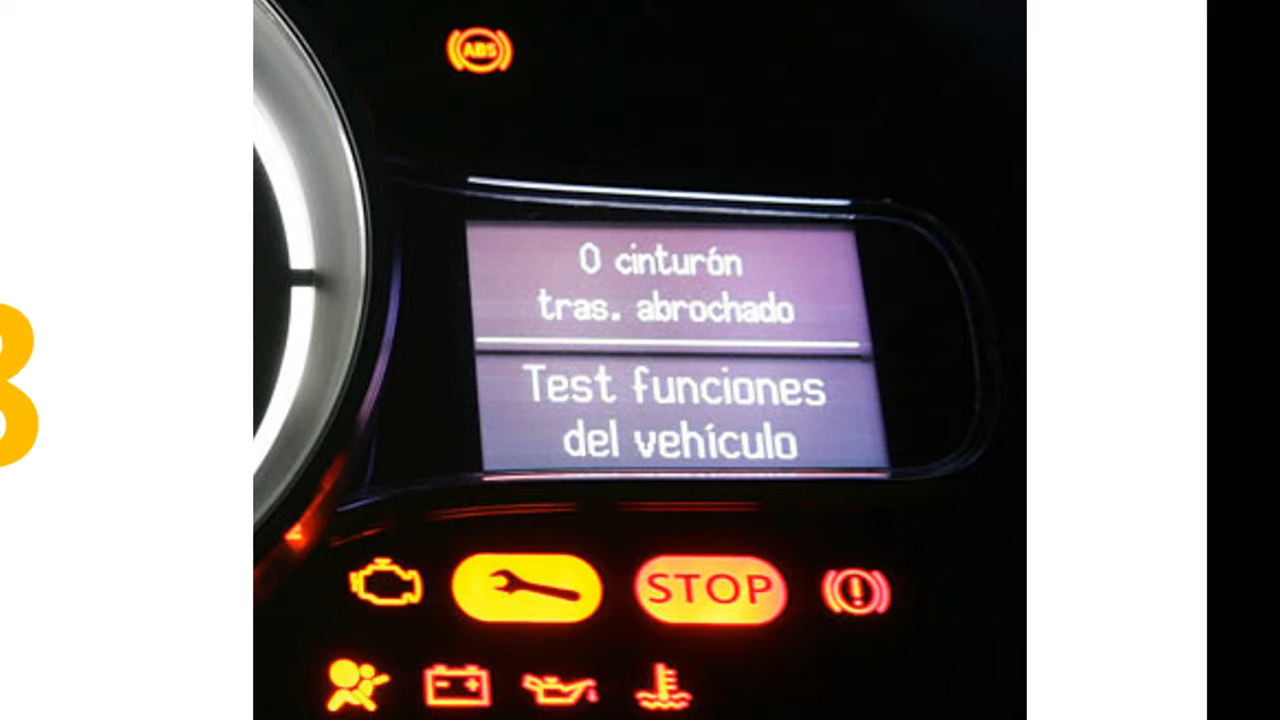 ABS
0 cinturón
tras. abrochado
Test funciones
del vehículo
STOP